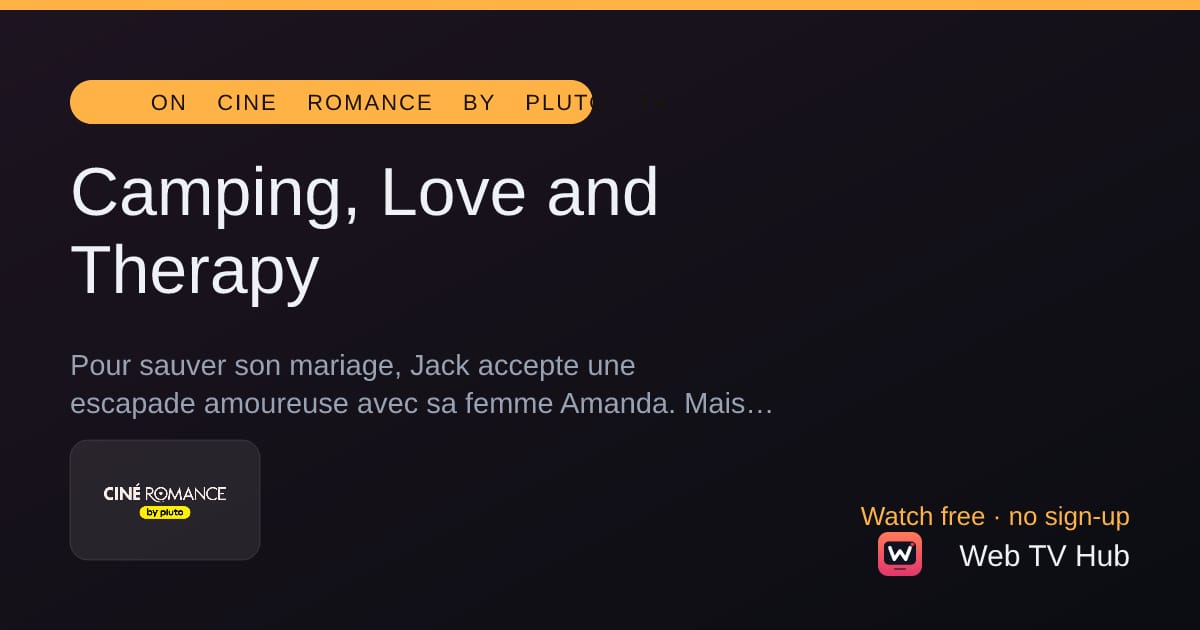 ON CINE ROMANCE BY PLUTO TV
Camping, Love and
Therapy
Pour sauver son mariage, Jack accepte une
escapade amoureuse avec sa femme Amanda. Mais…
CINÉ ROMANCE
by pluto
Watch free · no sign-up
W
Web TV Hub